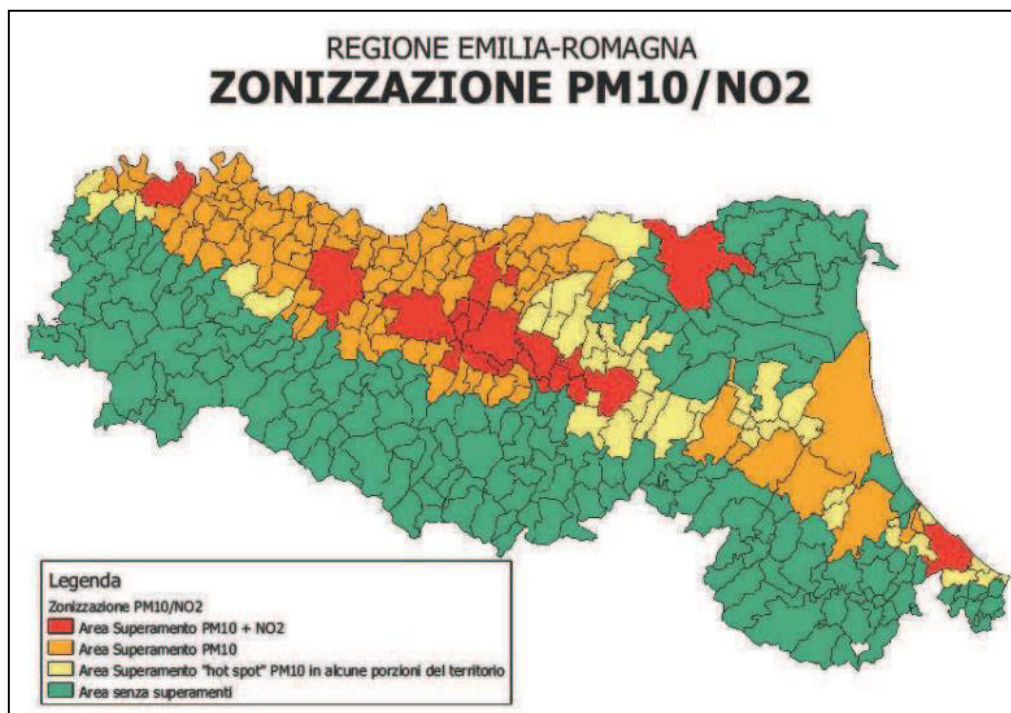 REGIONE EMILIA-ROMAGNA
ZONIZZAZIONE PM10/NO2
Legenda
Zonizzazione PM10/NO2
Area Superamento PM10 + NO2
Area Superamento PM10
Area Superamento "hot spot" PM10 in alcune porzioni del territorio
Area senza superamenti